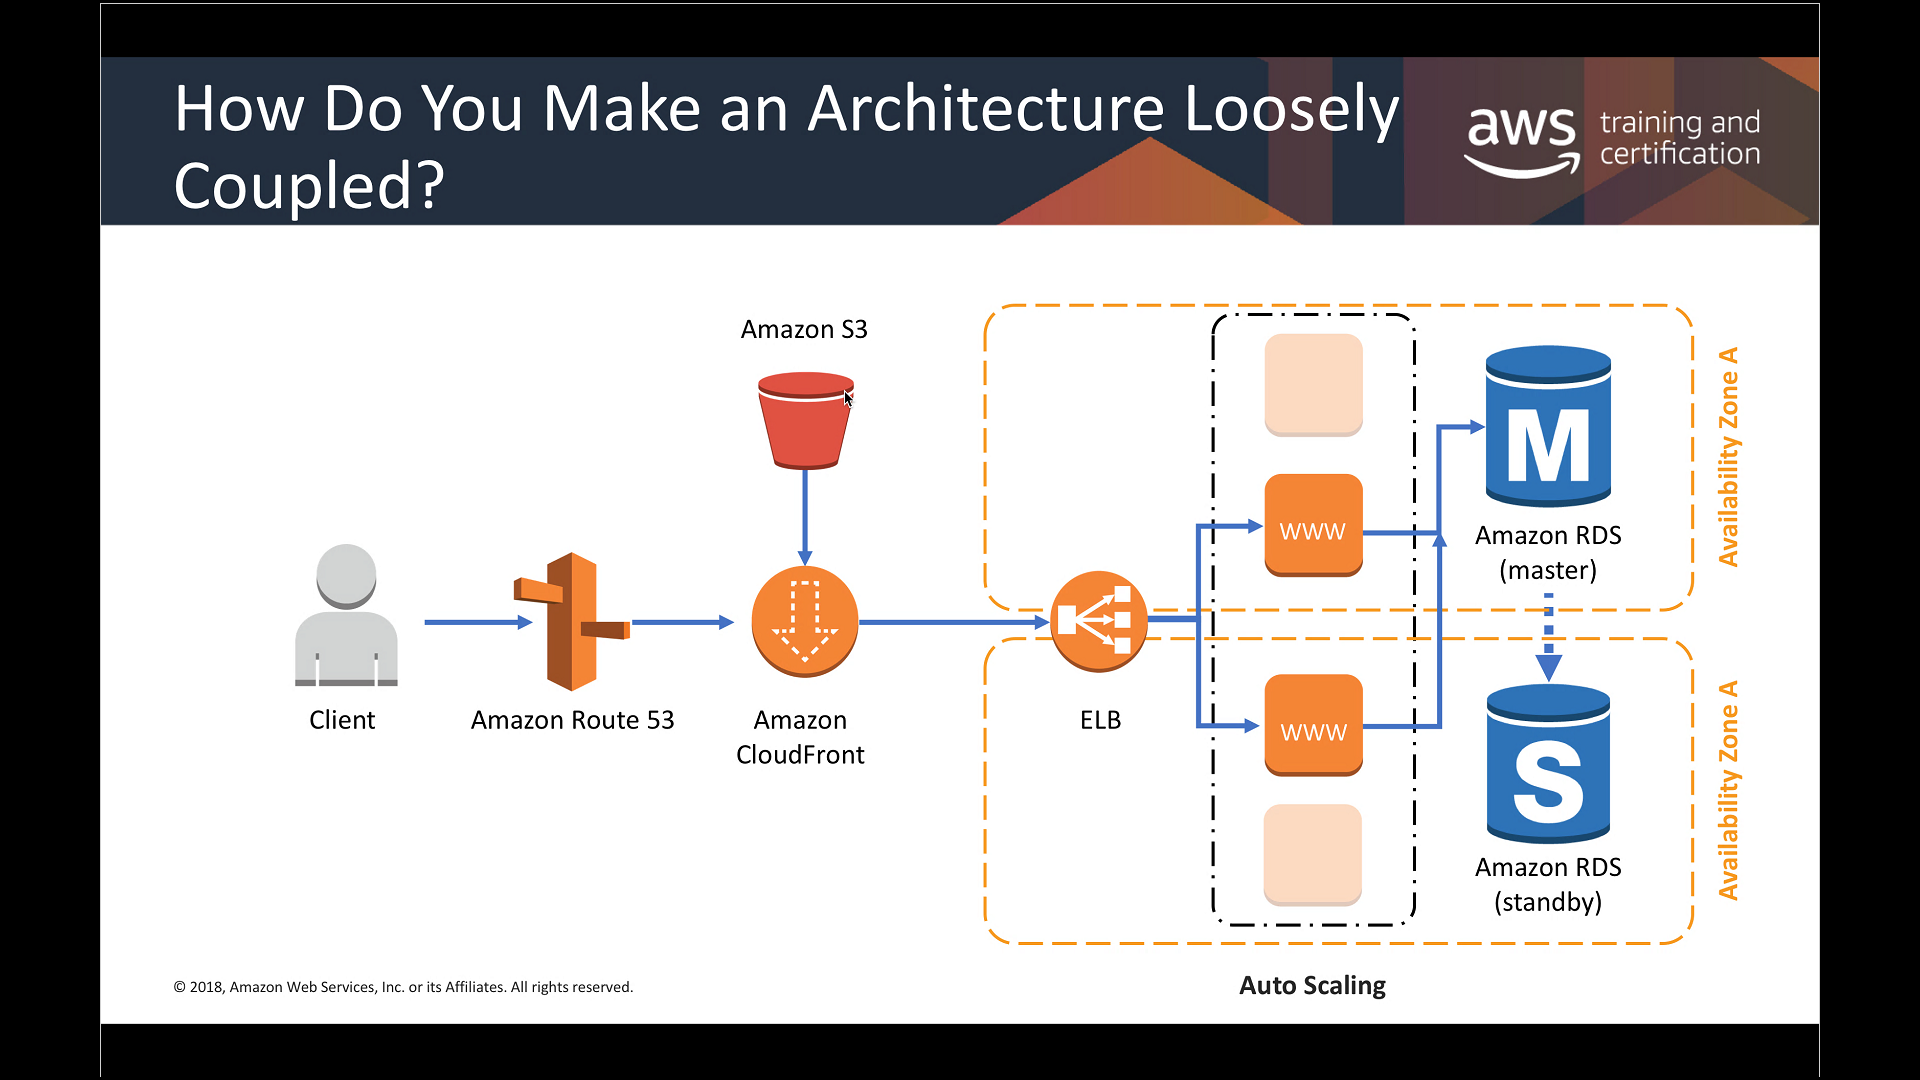 How Do You Make an Architecture Loosely
Coupled?
aws
training and
certification
Amazon S3
Client
Amazon Route 53
Amazon
CloudFront
ELB
www
www
M
Amazon RDS
(master)
S
Amazon RDS
(standby)
Availability Zone A
Availability Zone A
Auto Scaling
© 2018, Amazon Web Services, Inc. or its Affiliates. All rights reserved.